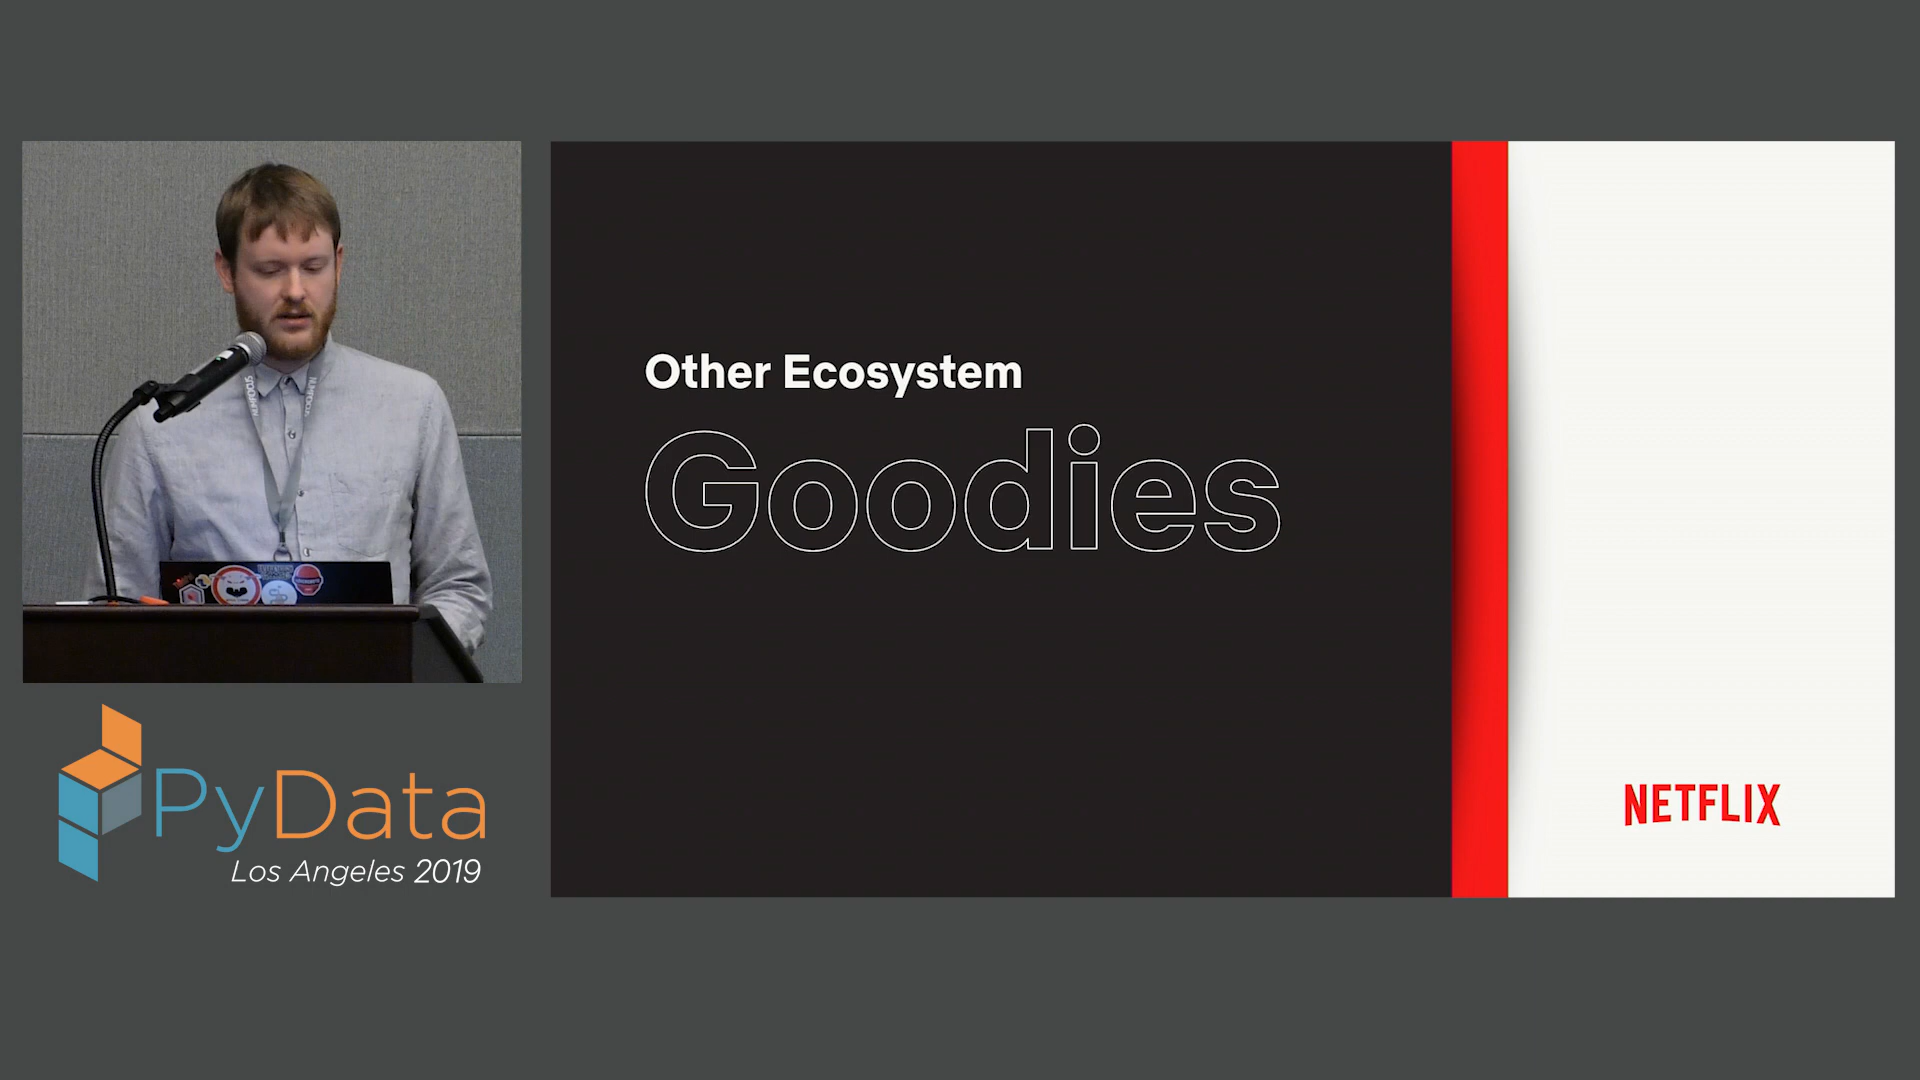 Other Ecosystem
Goodies
NETFLIX
PyData
Los Angeles 2019